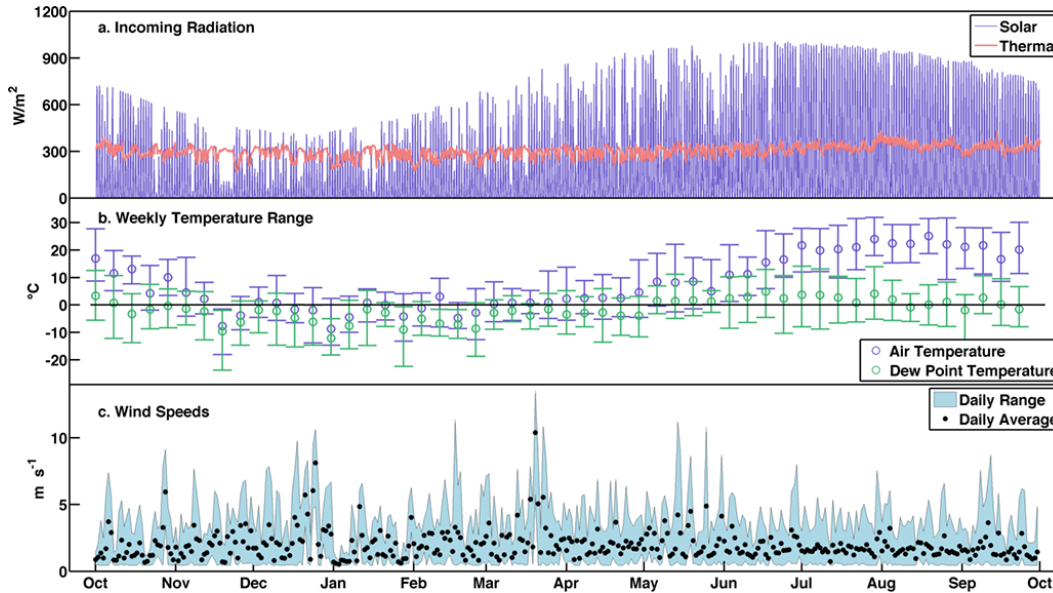 1200
a. Incoming Radiation
Solar
Therma
900
W/m²
600
300
0
b. Weekly Temperature Range
30
20
10
°C
0
-10
-20
Air Temperature
Dew Point Temperature
c. Wind Speeds
Daily Range
Daily Average
10
m s⁻¹
5
0
Oct Nov Dec Jan Feb Mar Apr May Jun Jul Aug Sep Oct